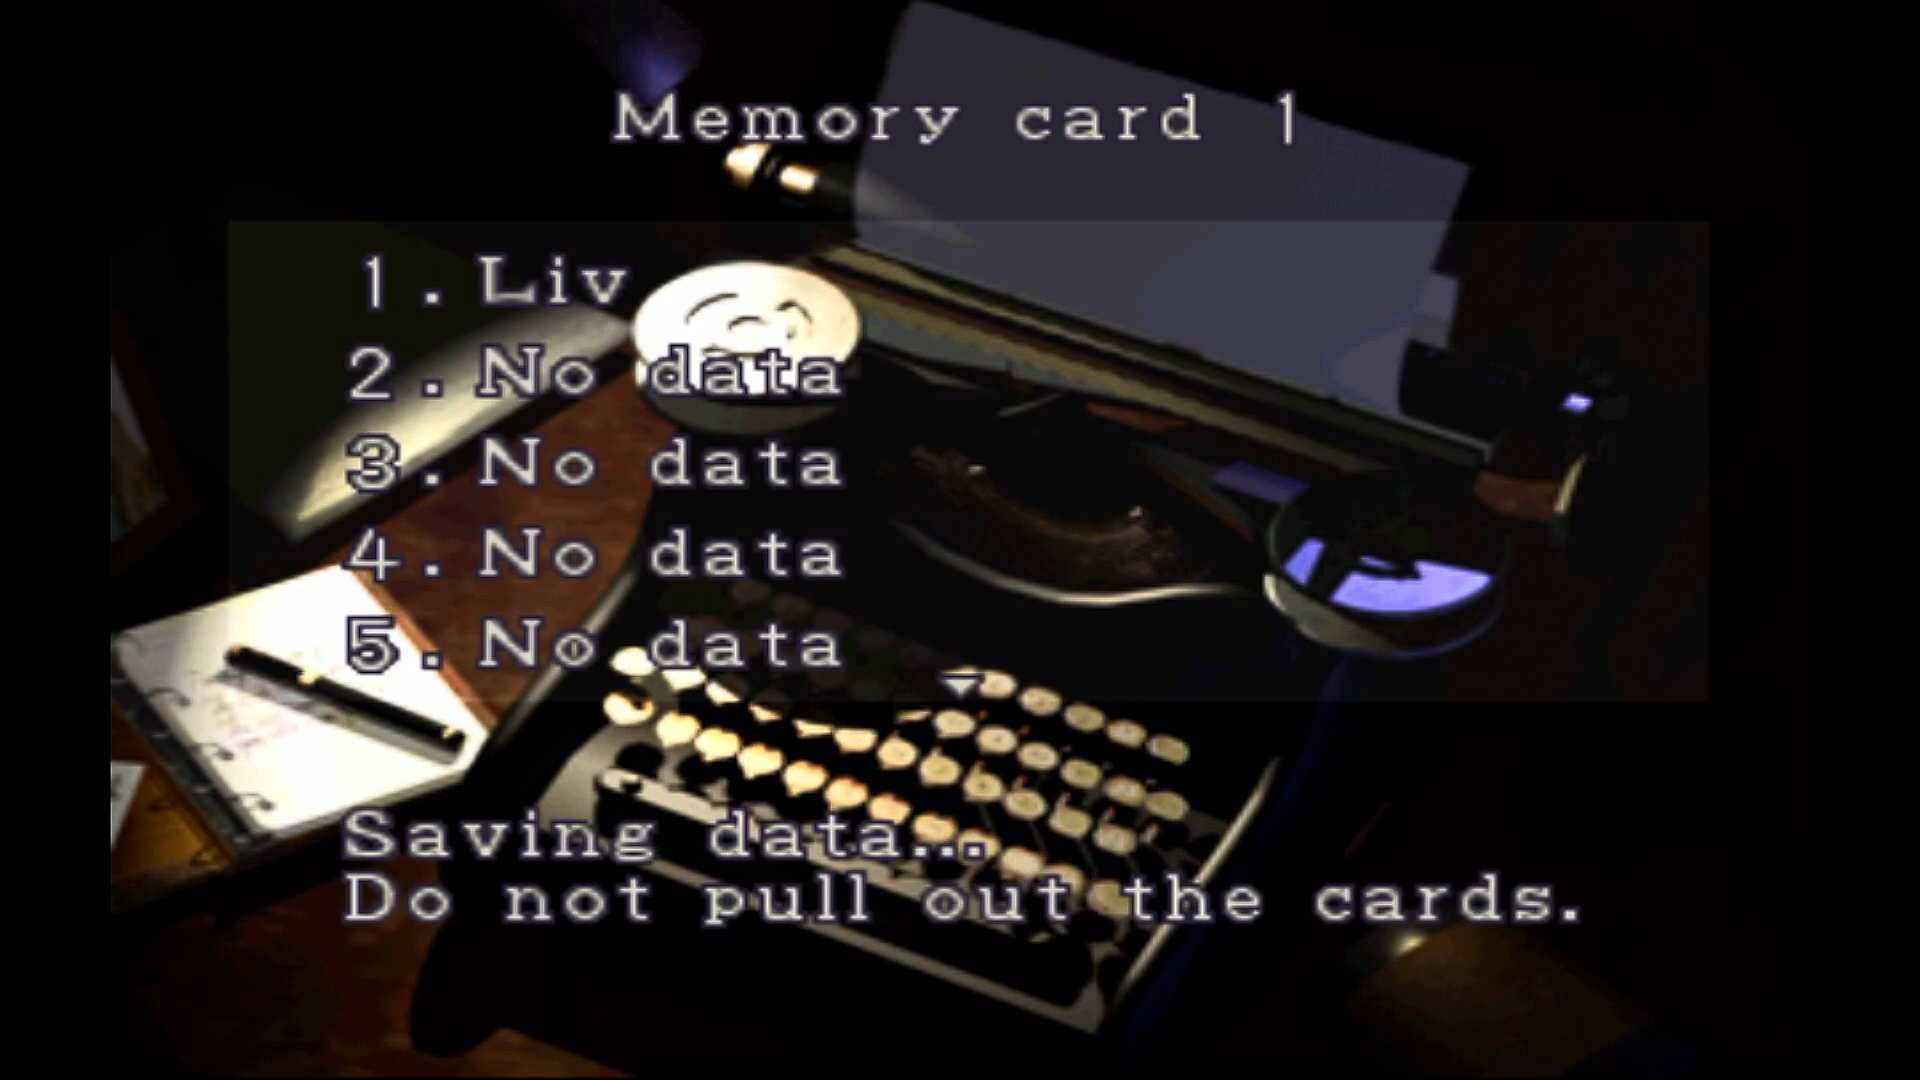 Memory card 1
1. Liv
2. No data
3. No data
4. No data
5. No data
Saving data...
Do not pull out the cards.